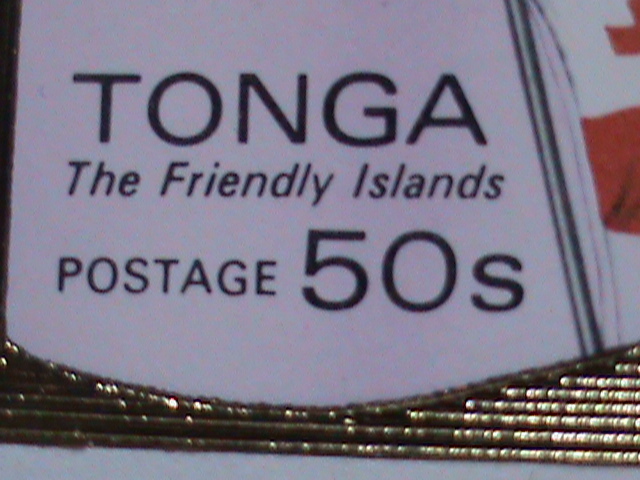 TONGA
The Friendly Islands
POSTAGE 50s